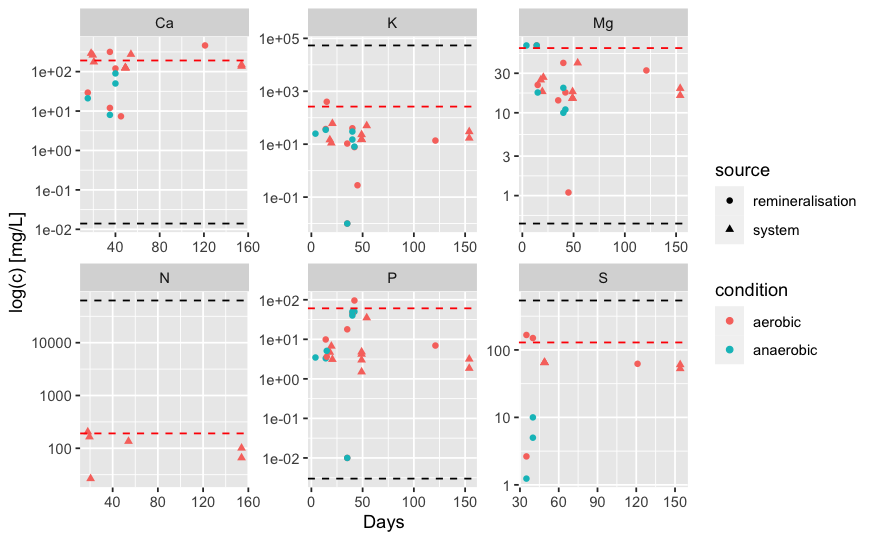 Ca
K
Mg
1e+02
1e+01
1e+00
1e-01
1e-02
1e+05
1e+03
1e+01
1e-01
30
10
3
1
40
80
120
160
0
50
100
150
0
50
100
150
N
P
S
10000
1000
100
1e+02
1e+01
1e+00
1e-01
1e-02
100
10
1
40
80
120
160
0
50
100
150
30
60
90
120
150
Days
log(c) [mg/L]
source
remineralisation
system
condition
aerobic
anaerobic